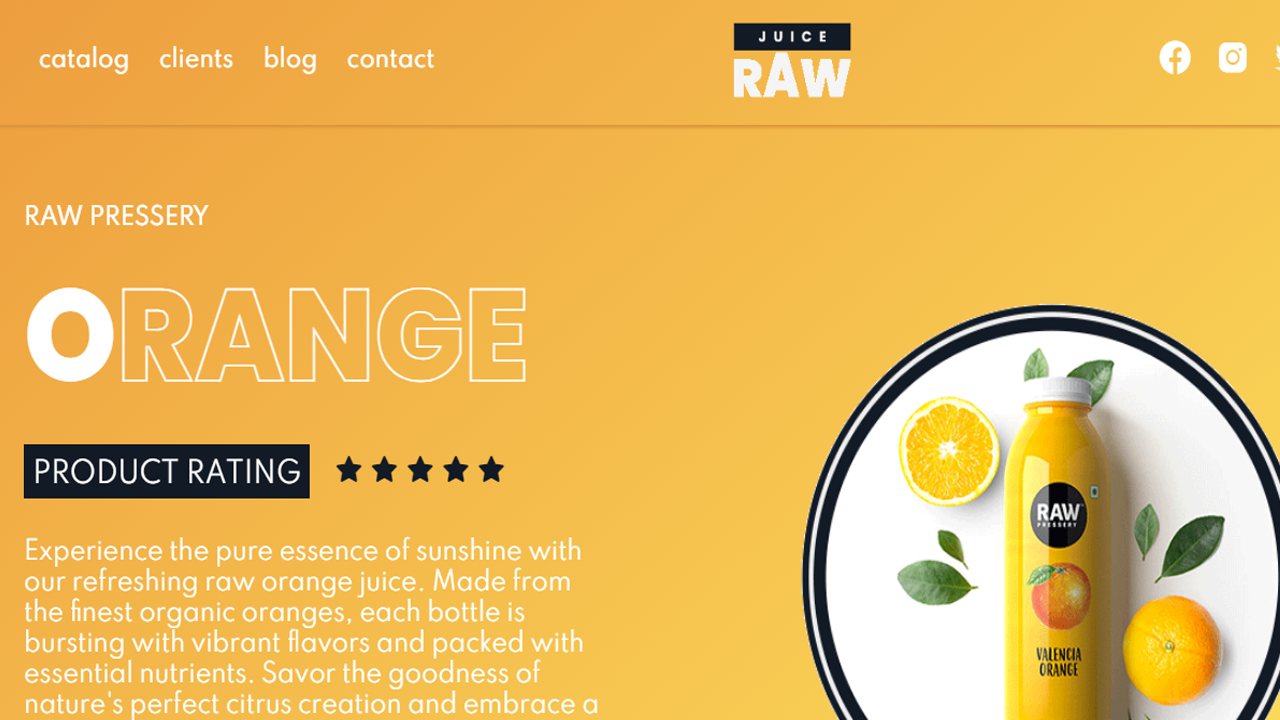 catalog clients blog contact
JUICE
RAW
RAW PRESSERY
ORANGE
PRODUCT RATING
Experience the pure essence of sunshine with
our refreshing raw orange juice. Made from
the finest organic oranges, each bottle is
bursting with vibrant flavors and packed with
essential nutrients. Savor the goodness of
nature's perfect citrus creation and embrace a
RAW
PRESSERY
VALENCIA
ORANGE